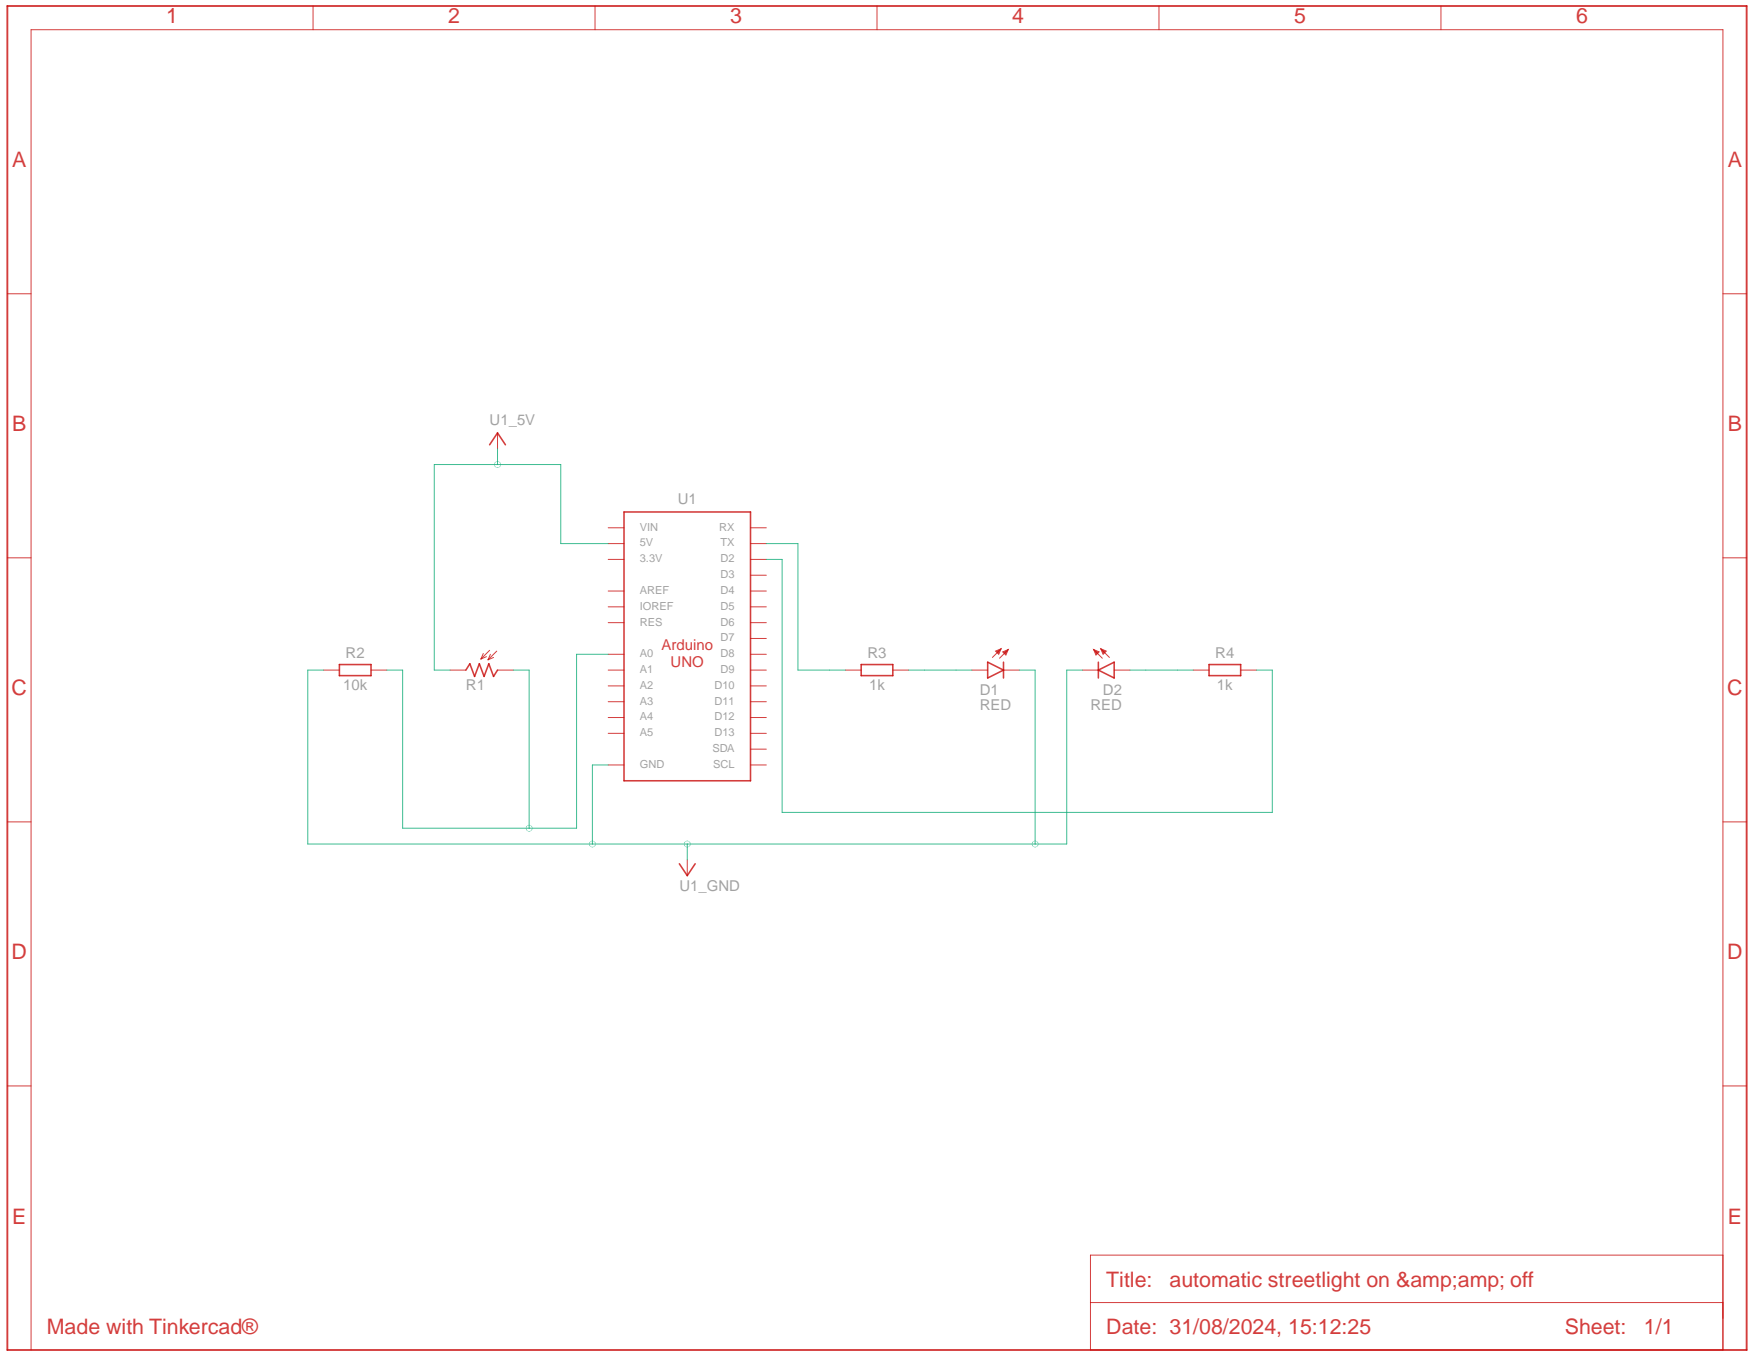 1 2 3 4 5 6
A A
B B
C C
D D
E E
U1_5V
U1
VIN RX
5V TX
3.3V D2
D3
AREF D4
IOREF D5
RES D6
D7
Arduino
UNO
A0 D8
A1 D9
A2 D10
A3 D11
A4 D12
A5 D13
SDA
GND SCL
R2
10k
R1
R3
1k
D1
RED
D2
RED
R4
1k
U1_GND
Title: automatic streetlight on &amp;amp; off
Date: 31/08/2024, 15:12:25 Sheet: 1/1
Made with Tinkercad®